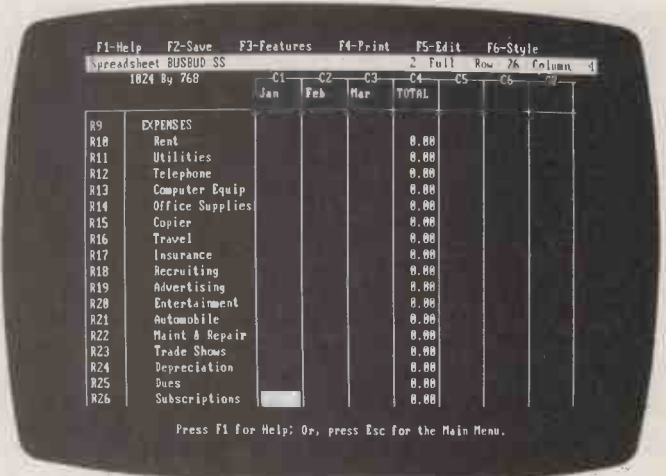 F1-Help F2-Save F3-Features F4-Print F5-Edit F6-Style
Spreadsheet BUSBUD SS 2 Full Row 26 Column 4
1024 By 768 C1 C2 C3 C4 C5 C6
Jan Feb Mar TOTAL
R9 EXPENSES
R10 Rent 0.00
R11 Utilities 0.00
R12 Telephone 0.00
R13 Computer Equip 0.00
R14 Office Supplies 0.00
R15 Copier 0.00
R16 Travel 0.00
R17 Insurance 0.00
R18 Recruiting 0.00
R19 Advertising 0.00
R20 Entertainment 0.00
R21 Automobile 0.00
R22 Maint & Repair 0.00
R23 Trade Shows 0.00
R24 Depreciation 0.00
R25 Dues 0.00
R26 Subscriptions 0.00
Press F1 for Help; Or, press Esc for the Main Menu.